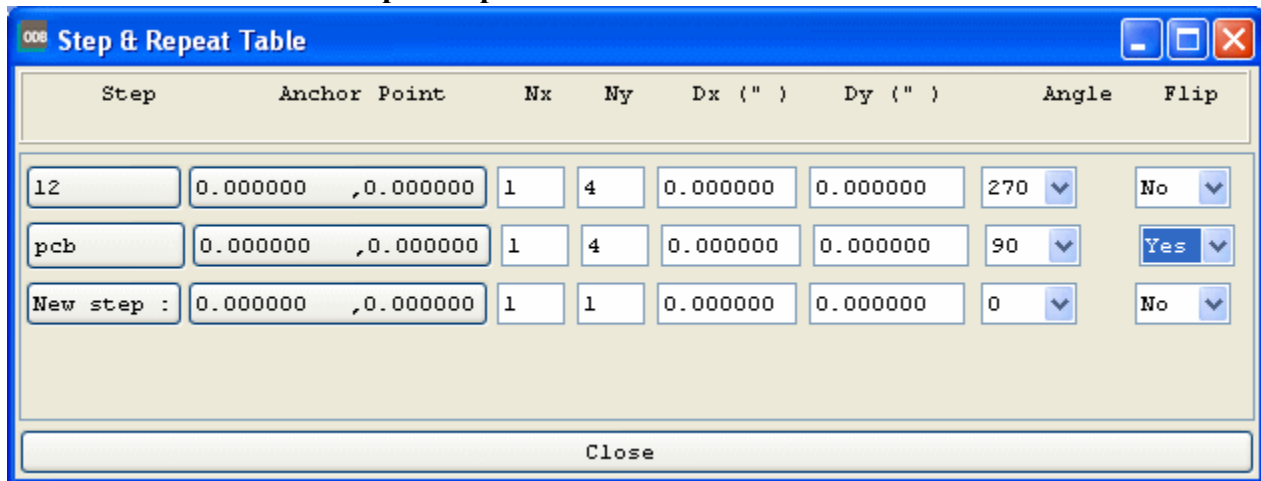 ODB Step & Repeat Table
Step Anchor Point Nx Ny Dx (" ) Dy (" ) Angle Flip
12 0.000000 ,0.000000 1 4 0.000000 0.000000 270 No
pcb 0.000000 ,0.000000 1 4 0.000000 0.000000 90 Yes
New step : 0.000000 ,0.000000 1 1 0.000000 0.000000 0 No
Close